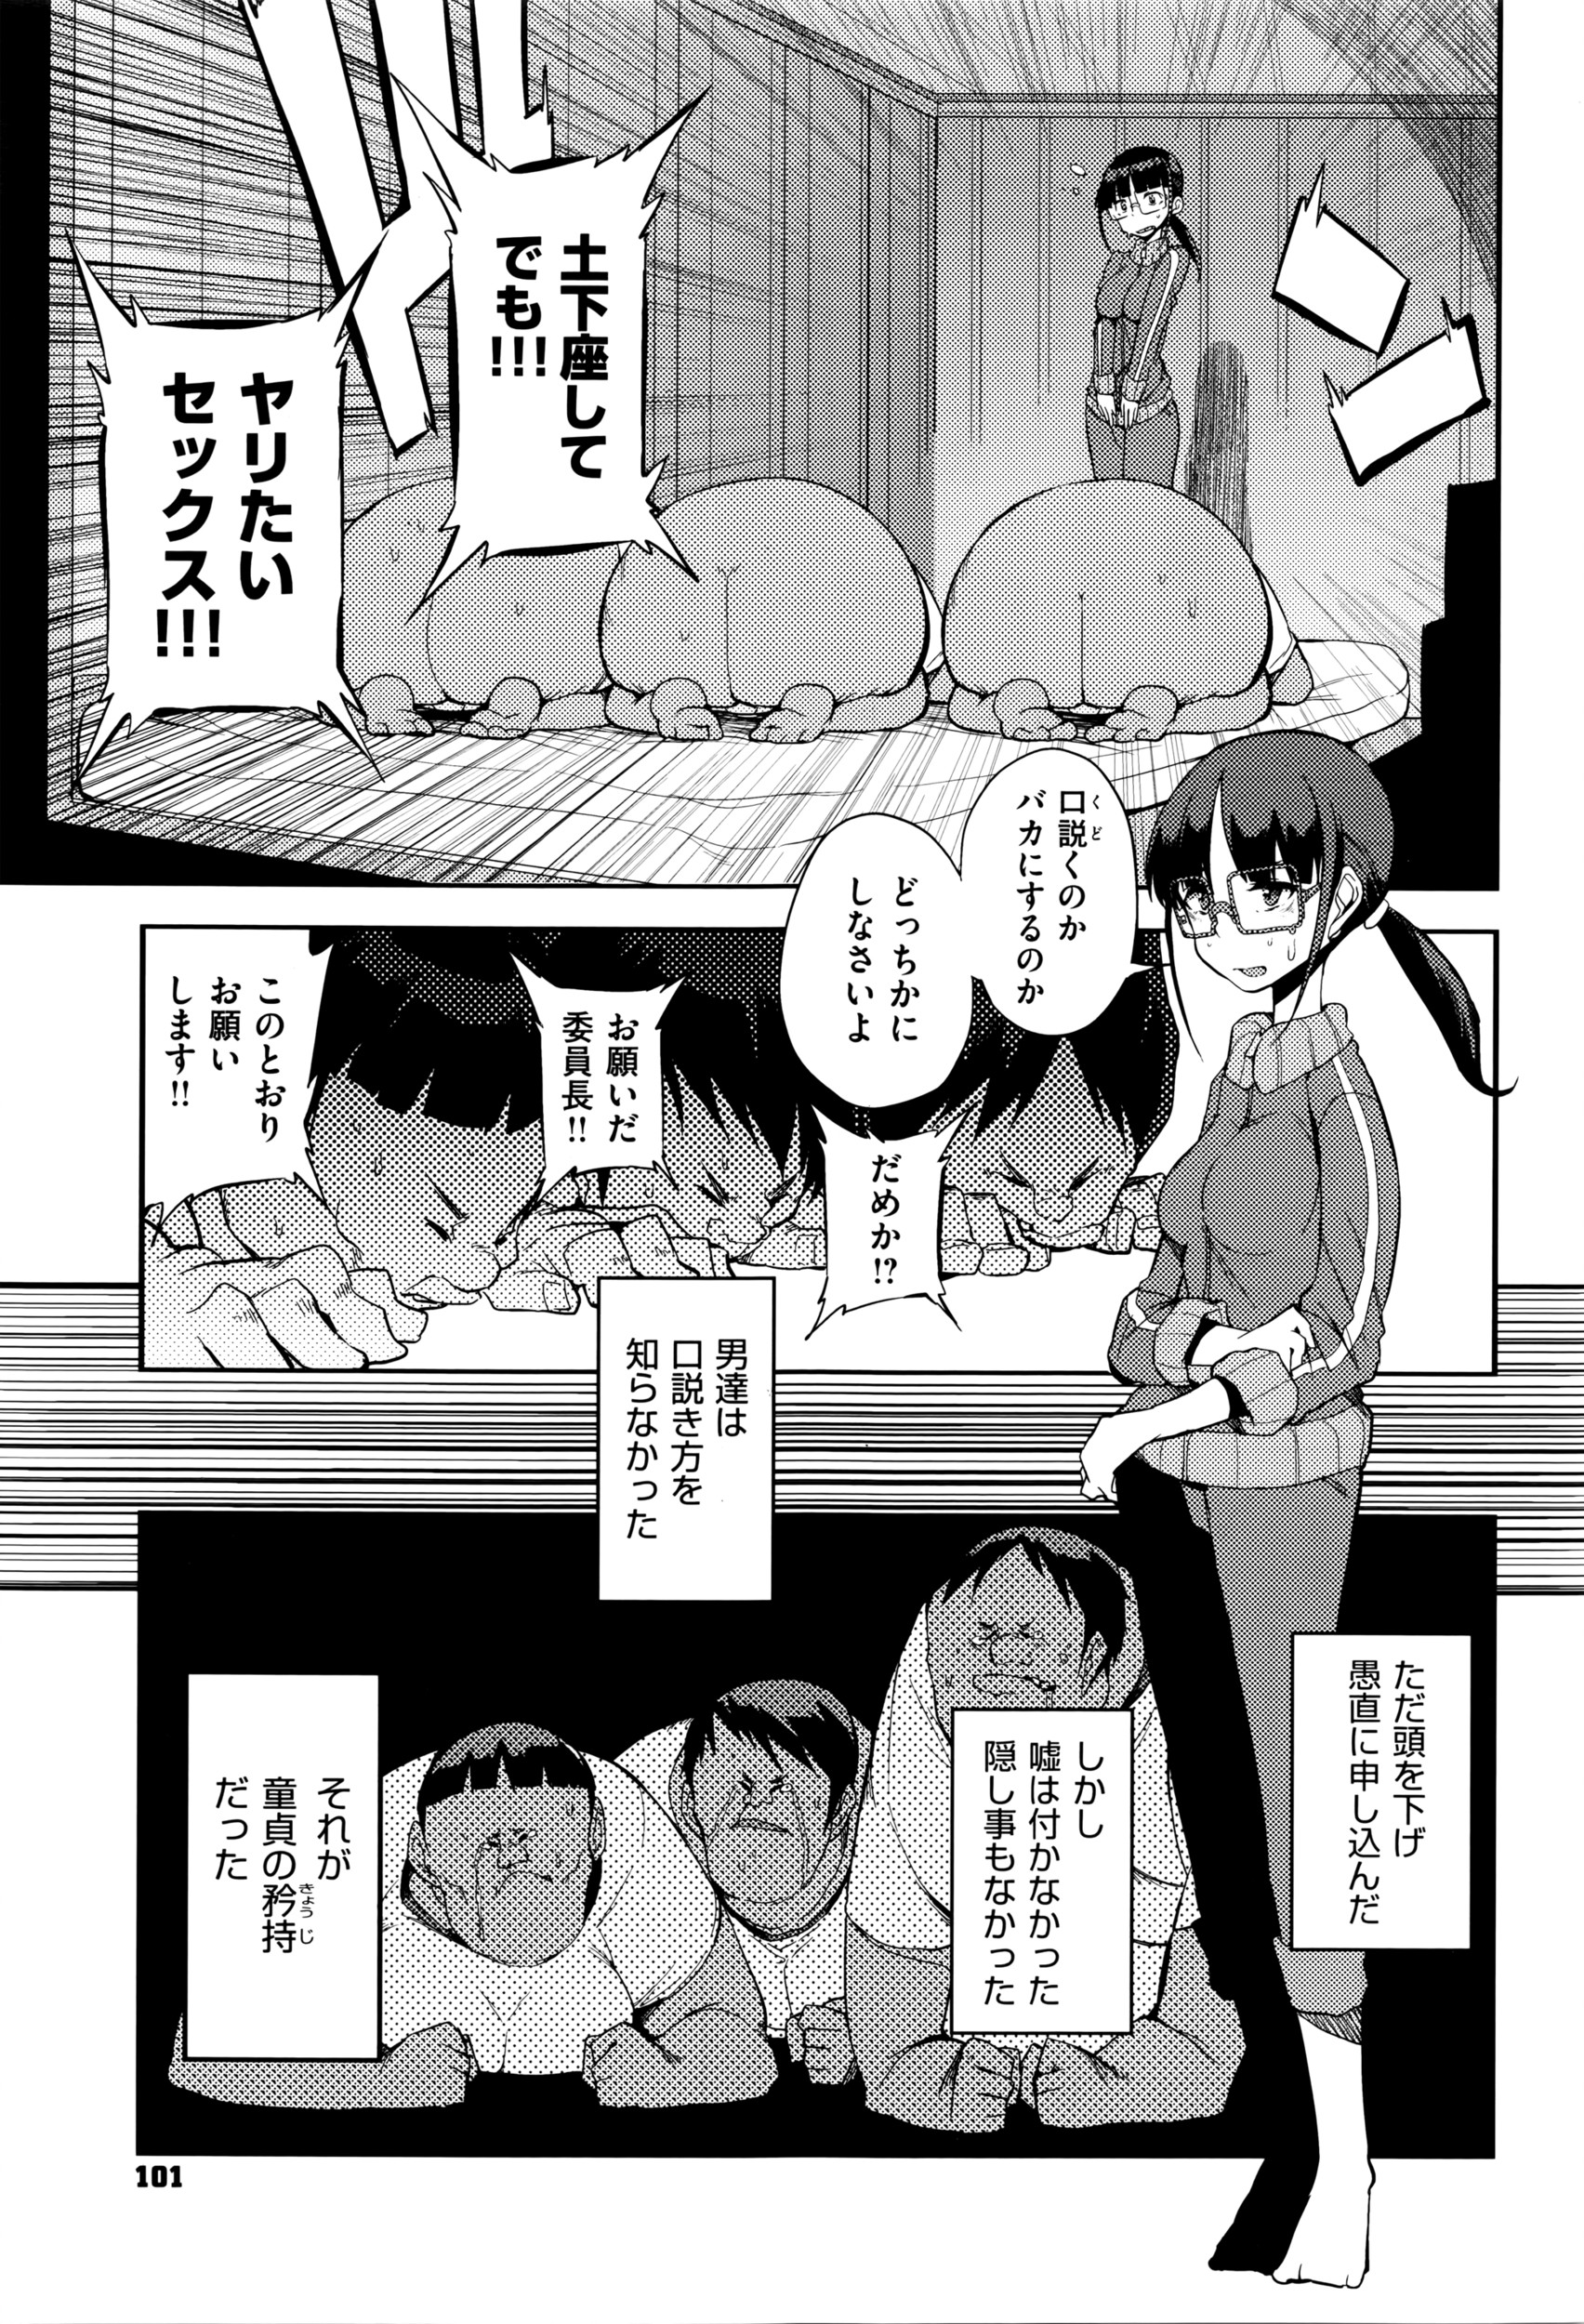 土下座して
でも!!!
ヤリたい
セックス!!!
口説くのか
くど
バカにするのか
どっちかに
しなさいよ
だめか!?
お願いだ
委員長!!
このとおり
お願い
します!!
男達は
口説き方を
知らなかった
ただ頭を下げ
愚直に申し込んだ
しかし
嘘は付かなかった
隠し事もなかった
それが
童貞の矜持
きょうじ
だった
101